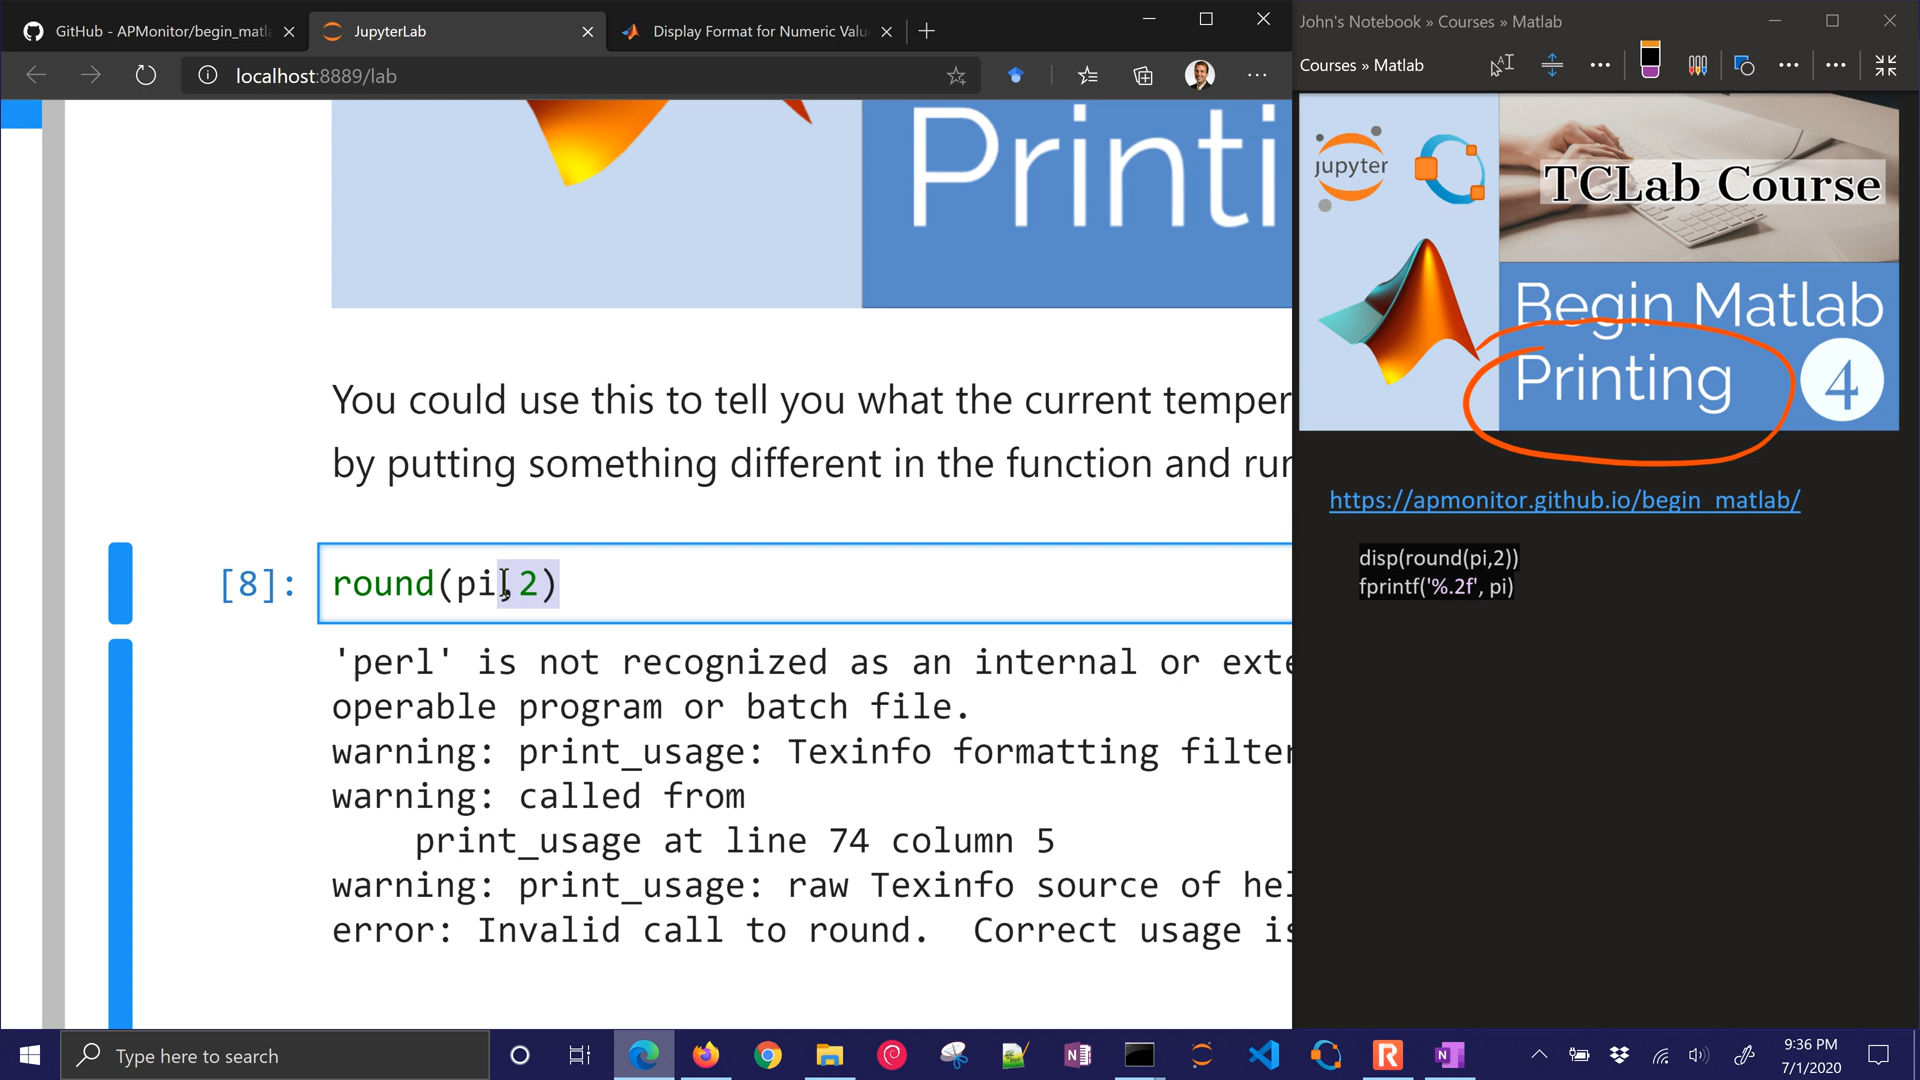 GitHub - APMonitor/begin_matla
JupyterLab
Display Format for Numeric Valu
localhost:8889/lab
Printi
You could use this to tell you what the current temper
by putting something different in the function and run
[8]:
round(pi,2)
'perl' is not recognized as an internal or exte
operable program or batch file.
warning: print_usage: Texinfo formatting filter
warning: called from
print_usage at line 74 column 5
warning: print_usage: raw Texinfo source of hel
error: Invalid call to round.  Correct usage is
John's Notebook » Courses » Matlab
Courses » Matlab
jupyter
TCLab Course
Begin Matlab
Printing
4
https://apmonitor.github.io/begin_matlab/
disp(round(pi,2))
fprintf('%.2f', pi)
Type here to search
9:36 PM
7/1/2020